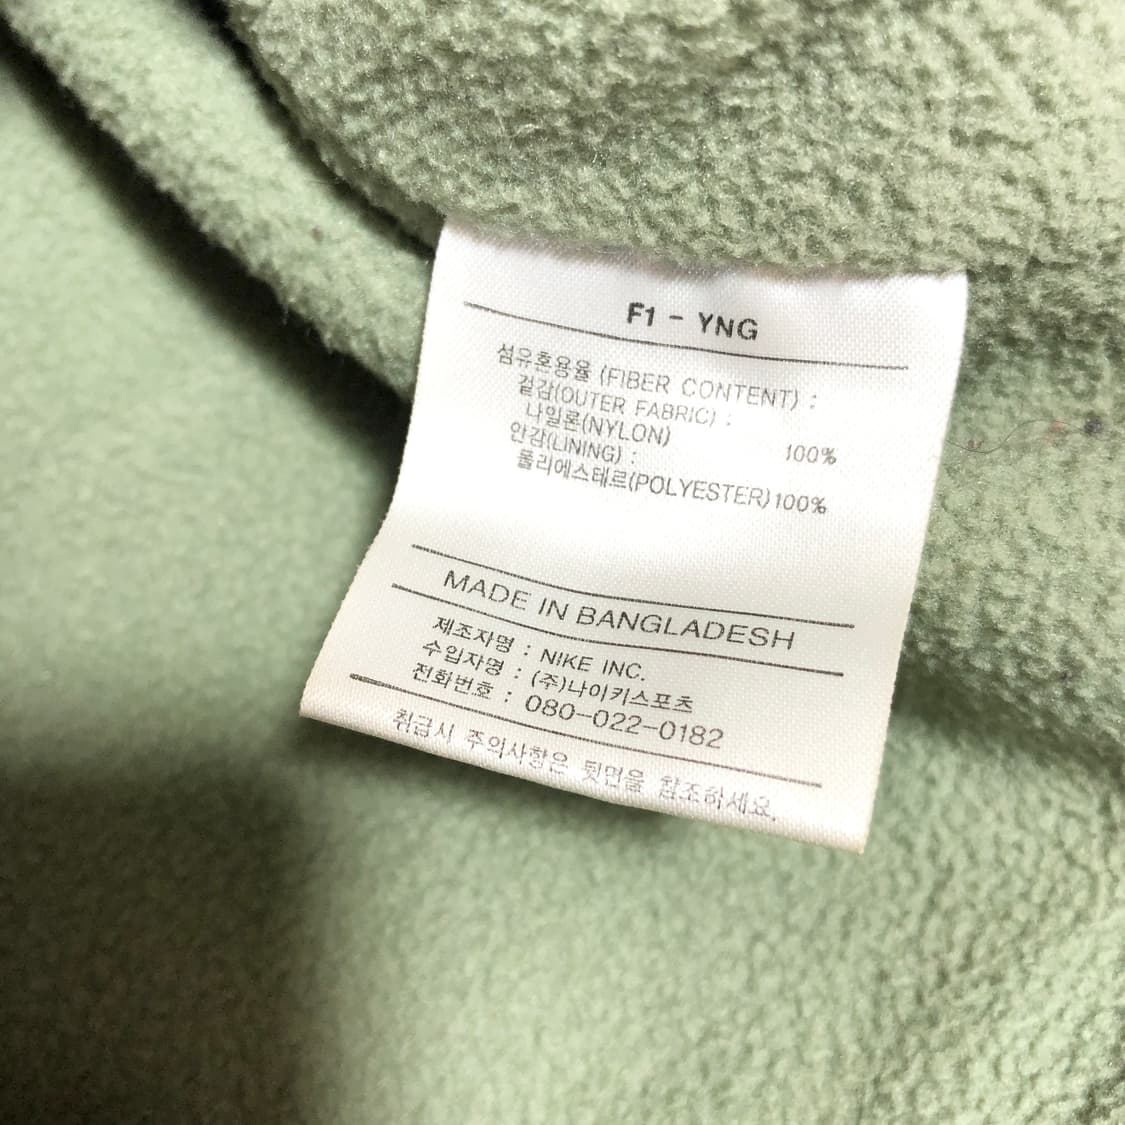 F1 - YNG
섬유혼용율 (FIBER CONTENT) :
겉감(OUTER FABRIC) :
나일론(NYLON) 100%
안감(LINING) :
폴리에스테르(POLYESTER)100%
MADE IN BANGLADESH
제조자명 : NIKE INC.
수입자명 : (주)나이키스포츠
전화번호 : 080-022-0182
취급시 주의사항은 뒷면을 참조하세요.